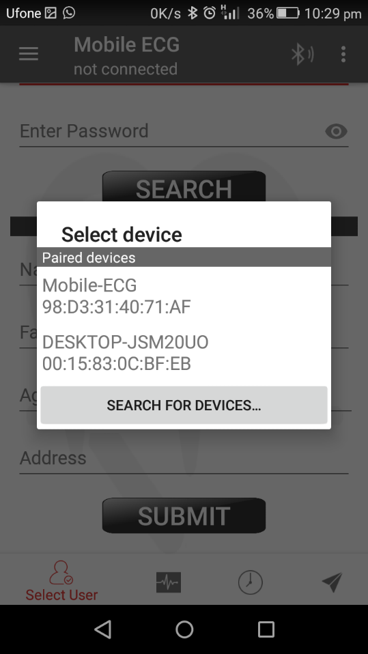 Ufone 0K/s H 36% 10:29 pm
Mobile ECG
not connected
Enter Password
SEARCH
Select device
Paired devices
Mobile-ECG
98:D3:31:40:71:AF
DESKTOP-JSM20UO
00:15:83:0C:BF:EB
SEARCH FOR DEVICES...
Na
Fa
Ag
Address
SUBMIT
Select User